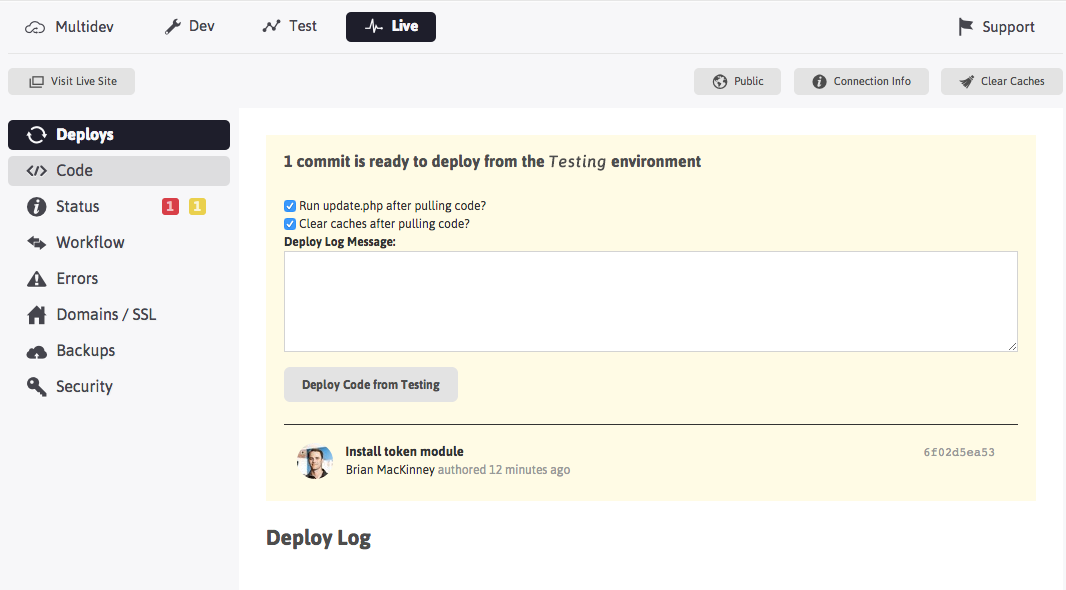 Multidev Dev Test Live Support
Visit Live Site Public Connection Info Clear Caches
Deploys
Code
Status 1 1
Workflow
Errors
Domains / SSL
Backups
Security
1 commit is ready to deploy from the Testing environment
Run update.php after pulling code?
Clear caches after pulling code?
Deploy Log Message:
Deploy Code from Testing
Install token module 6f02d5ea53
Brian MacKinney authored 12 minutes ago
Deploy Log